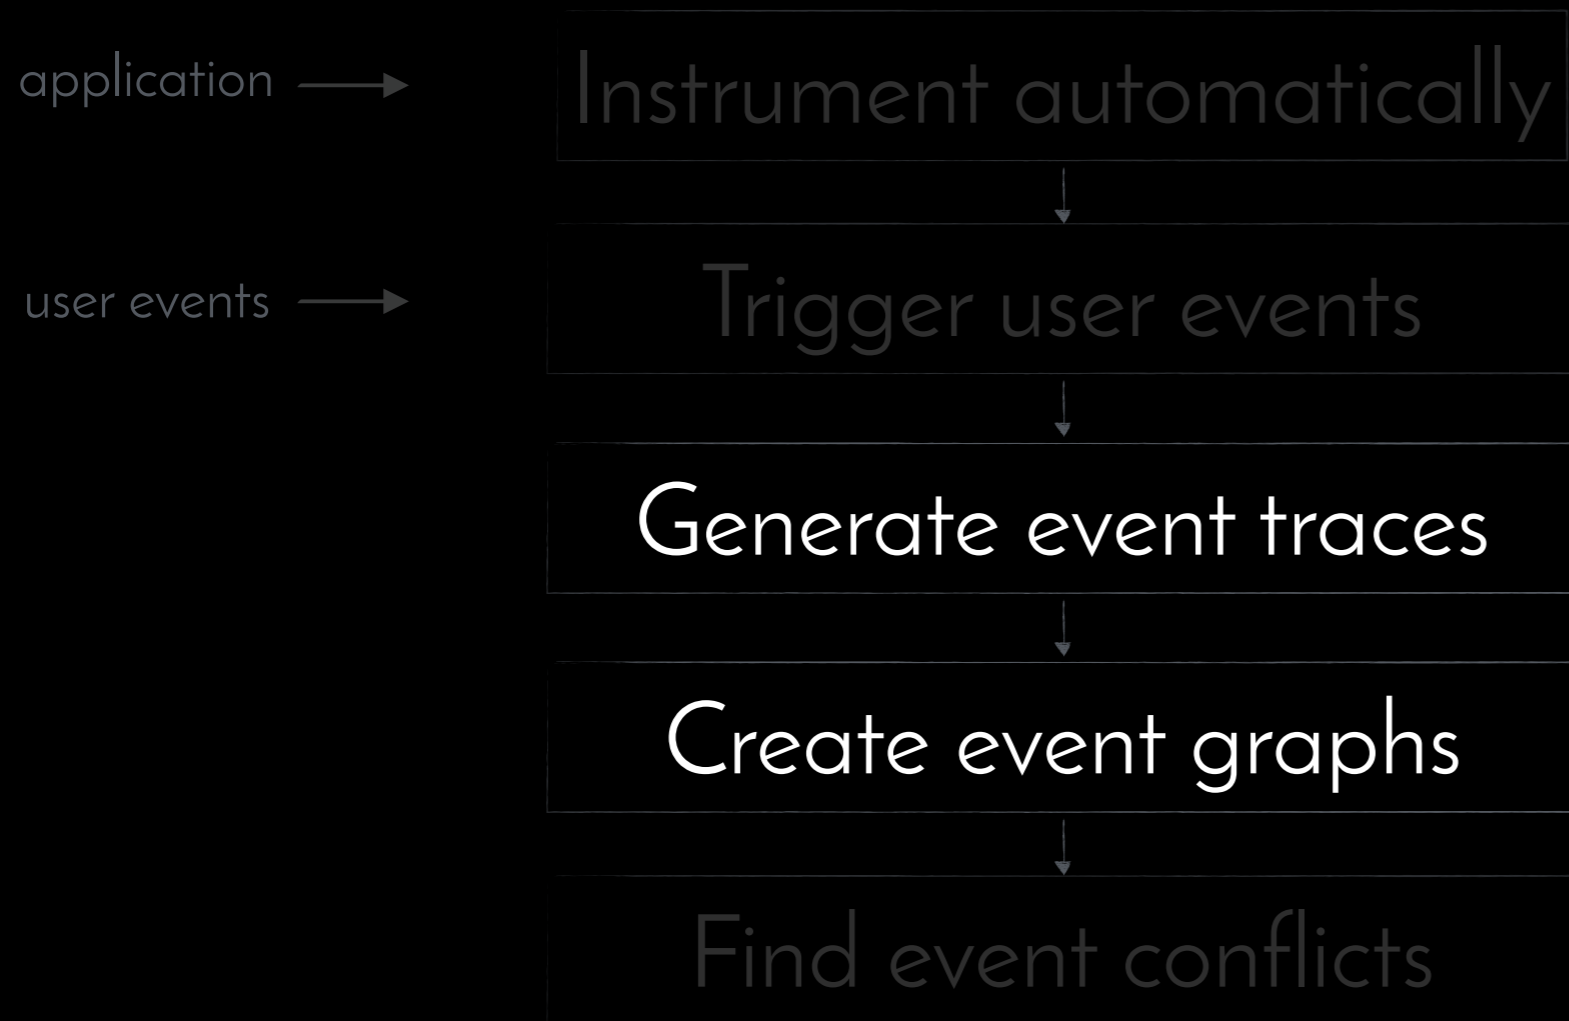 application
Instrument automatically
user events
Trigger user events
Generate event traces
Create event graphs
Find event conflicts